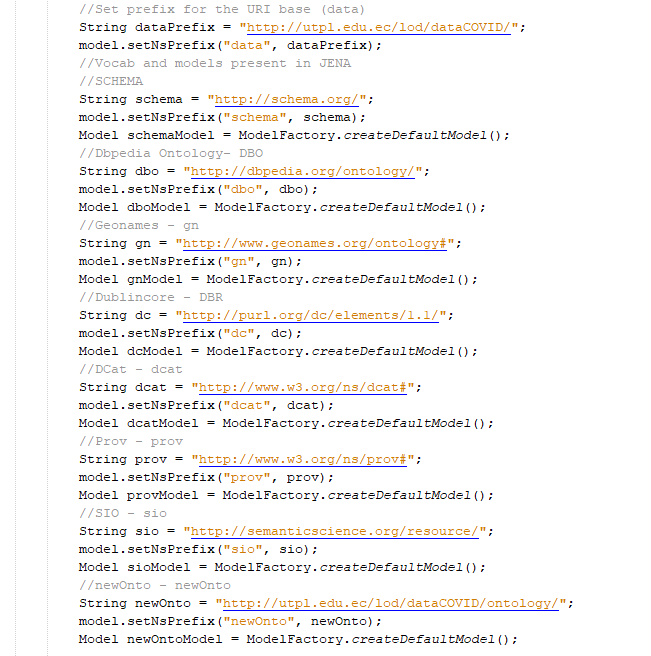 //Set prefix for the URI base (data)
String dataPrefix = "http://utpl.edu.ec/lod/dataCOVID/";
model.setNsPrefix("data", dataPrefix);
//Vocab and models present in JENA
//SCHEMA
String schema = "http://schema.org/";
model.setNsPrefix("schema", schema);
Model schemaModel = ModelFactory.createDefaultModel();
//Dbpedia Ontology- DBO
String dbo = "http://dbpedia.org/ontology/";
model.setNsPrefix("dbo", dbo);
Model dboModel = ModelFactory.createDefaultModel();
//Geonames - gn
String gn = "http://www.geonames.org/ontology#";
model.setNsPrefix("gn", gn);
Model gnModel = ModelFactory.createDefaultModel();
//Dublincore - DBR
String dc = "http://purl.org/dc/elements/1.1/";
model.setNsPrefix("dc", dc);
Model dcModel = ModelFactory.createDefaultModel();
//DCat - dcat
String dcat = "http://www.w3.org/ns/dcat#";
model.setNsPrefix("dcat", dcat);
Model dcatModel = ModelFactory.createDefaultModel();
//Prov - prov
String prov = "http://www.w3.org/ns/prov#";
model.setNsPrefix("prov", prov);
Model provModel = ModelFactory.createDefaultModel();
//SIO - sio
String sio = "http://semanticscience.org/resource/";
model.setNsPrefix("sio", sio);
Model sioModel = ModelFactory.createDefaultModel();
//newOnto - newOnto
String newOnto = "http://utpl.edu.ec/lod/dataCOVID/ontology/";
model.setNsPrefix("newOnto", newOnto);
Model newOntoModel = ModelFactory.createDefaultModel();